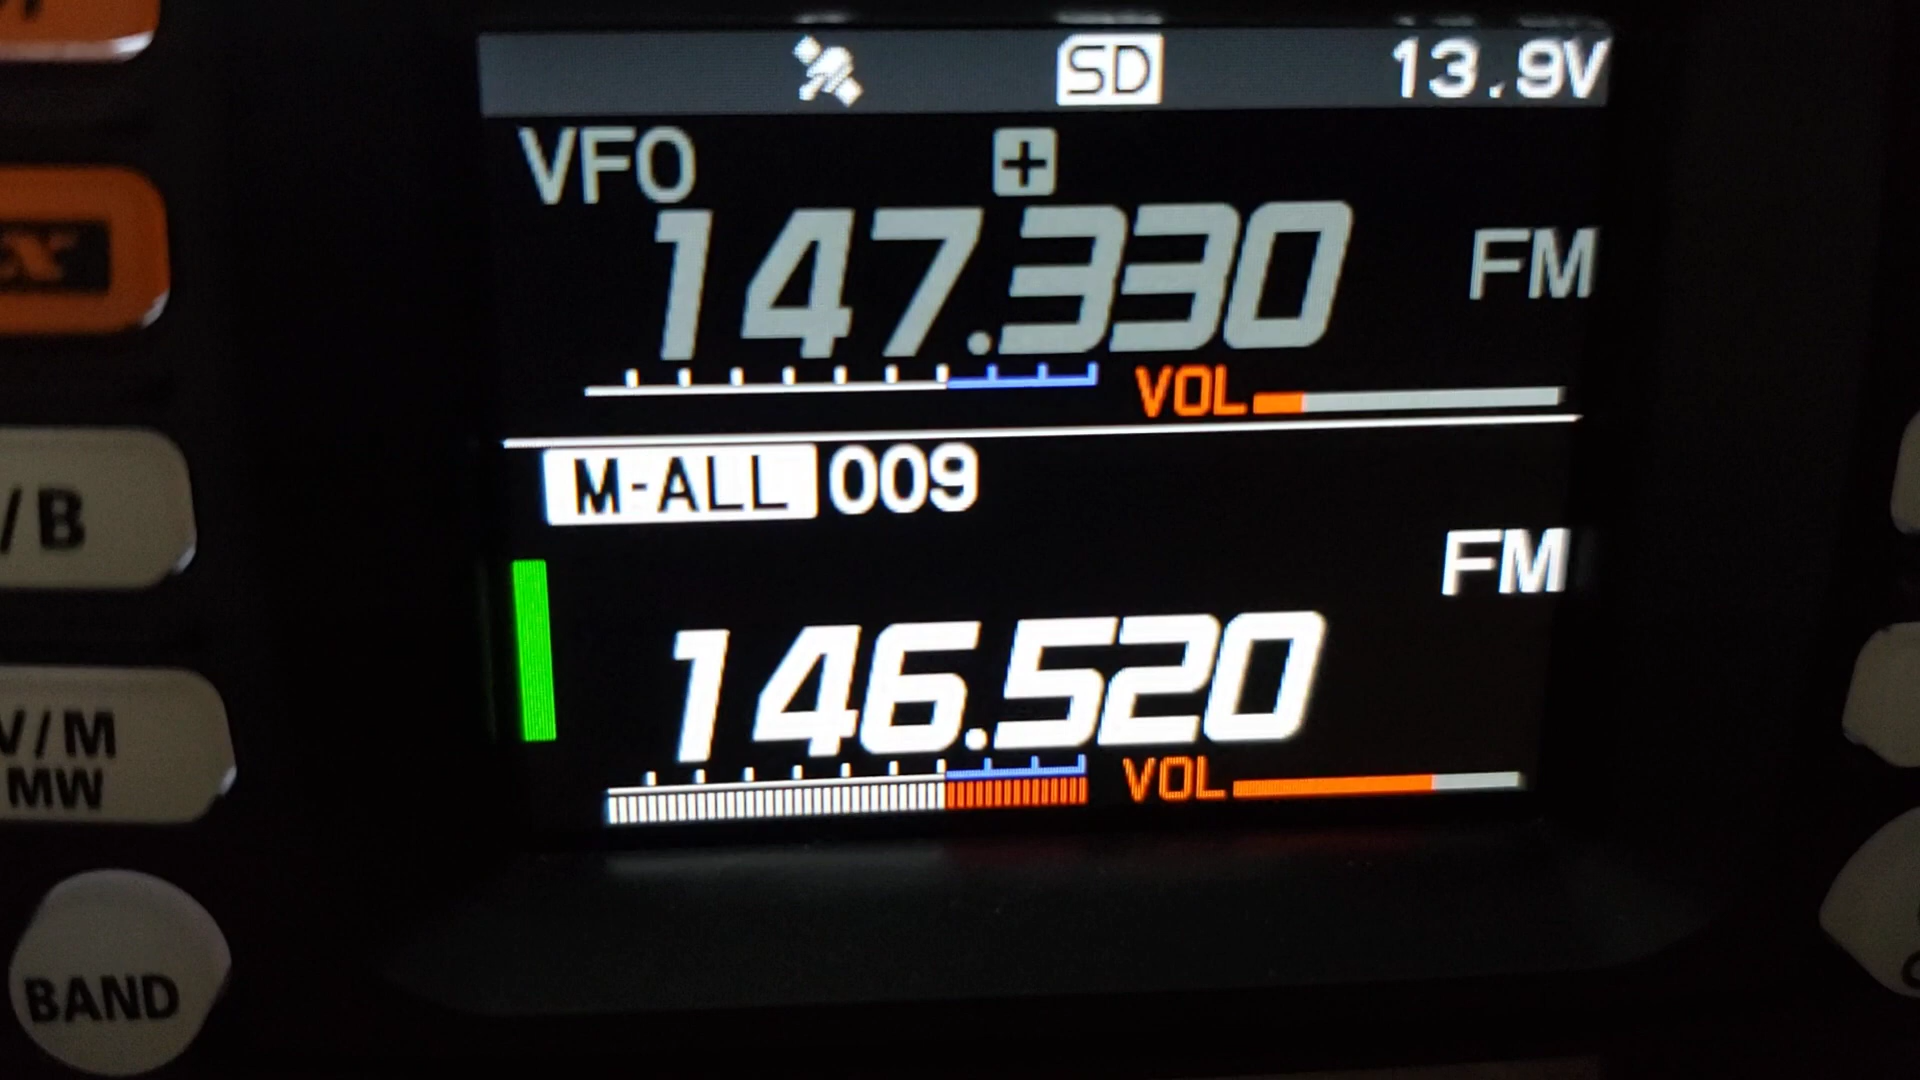 SD 13.9V
VFO +
147.330 FM
VOL
M-ALL 009
FM
146.520
VOL
/B
V/M
MW
BAND